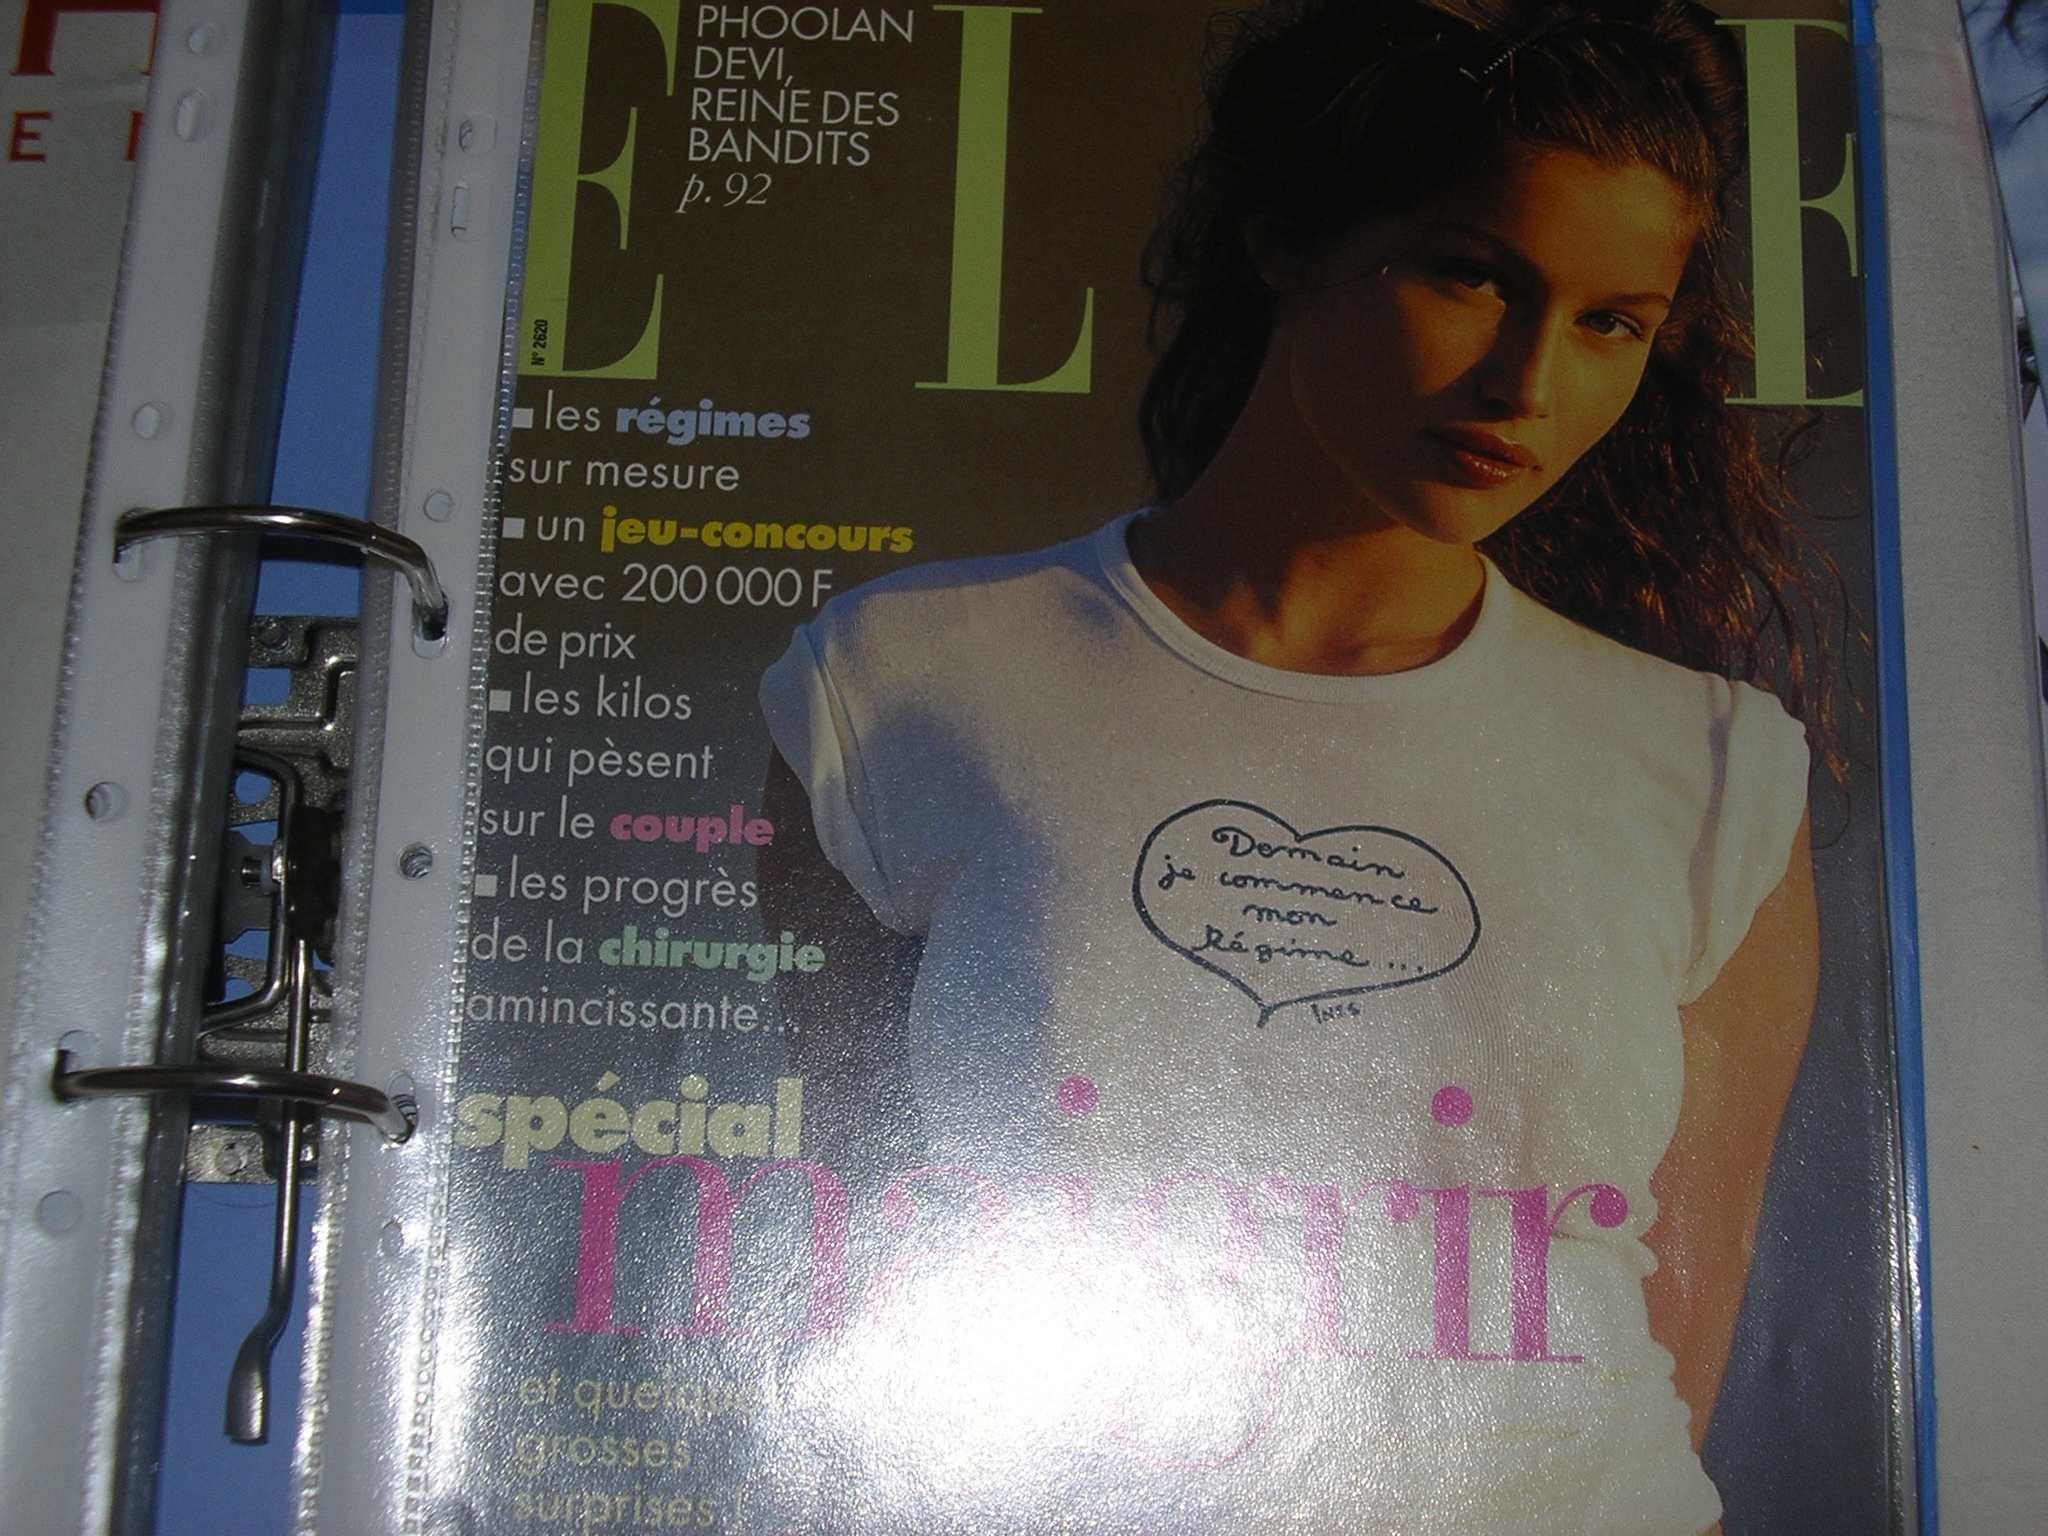 E
ELLE
PHOOLAN
DEVI,
REINE DES
BANDITS
p. 92
N° 2620
les régimes
sur mesure
un jeu-concours
avec 200 000 F
de prix
les kilos
qui pèsent
sur le couple
les progrès
de la chirurgie
amincissante...
Demain
je commence
mon
Régime ...
Ines
spécial
maigrir
et quelques
grosses
surprises !